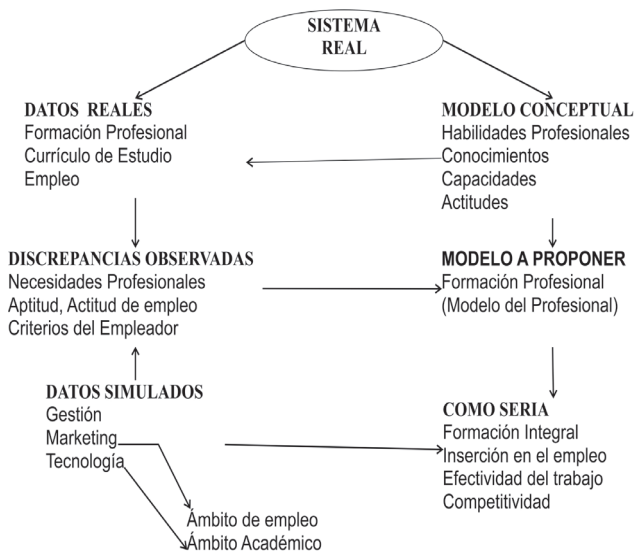 SISTEMA
REAL
DATOS REALES
Formación Profesional
Currículo de Estudio
Empleo
MODELO CONCEPTUAL
Habilidades Profesionales
Conocimientos
Capacidades
Actitudes
DISCREPANCIAS OBSERVADAS
Necesidades Profesionales
Aptitud, Actitud de empleo
Criterios del Empleador
MODELO A PROPONER
Formación Profesional
(Modelo del Profesional)
DATOS SIMULADOS
Gestión
Marketing
Tecnología
COMO SERIA
Formación Integral
Inserción en el empleo
Efectividad del trabajo
Competitividad
Ámbito de empleo
Ámbito Académico